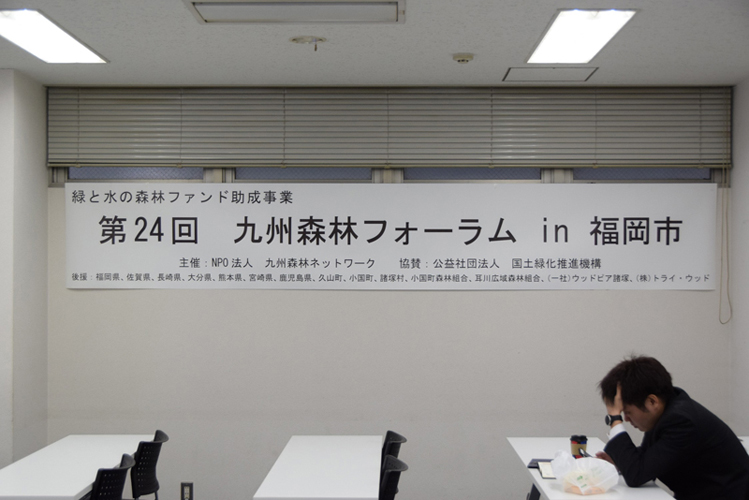 緑と水の森林ファンド助成事業
第24回 九州森林フォーラム in 福岡市
主催：NPO法人 九州森林ネットワーク 協賛：公益社団法人 国土緑化推進機構
後援：福岡県、佐賀県、長崎県、大分県、熊本県、宮崎県、鹿児島県、久山町、小国町、諸塚村、小国町森林組合、耳川広域森林組合、(一社)ウッドピア諸塚、(株)トライ・ウッド